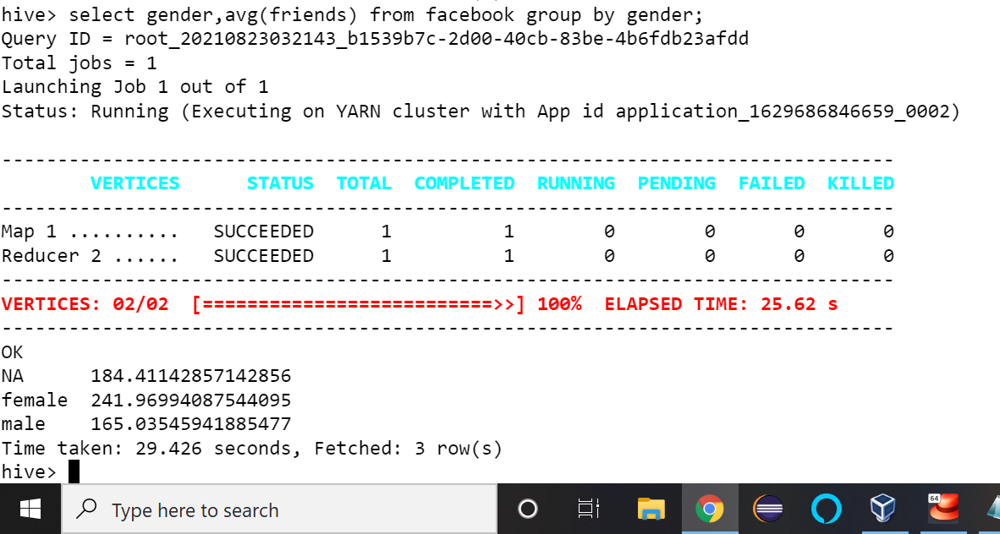 hive> select gender,avg(friends) from facebook group by gender;
Query ID = root_20210823032143_b1539b7c-2d00-40cb-83be-4b6fdb23afdd
Total jobs = 1
Launching Job 1 out of 1
Status: Running (Executing on YARN cluster with App id application_1629686846659_0002)
--------------------------------------------------------------------------------
        VERTICES      STATUS  TOTAL  COMPLETED  RUNNING  PENDING  FAILED  KILLED
--------------------------------------------------------------------------------
Map 1 ..........   SUCCEEDED      1          1        0        0       0       0
Reducer 2 ......   SUCCEEDED      1          1        0        0       0       0
--------------------------------------------------------------------------------
VERTICES: 02/02  [==========================>>] 100%  ELAPSED TIME: 25.62 s
--------------------------------------------------------------------------------
OK
NA      184.41142857142856
female  241.96994087544095
male    165.03545941885477
Time taken: 29.426 seconds, Fetched: 3 row(s)
hive>
Type here to search
64